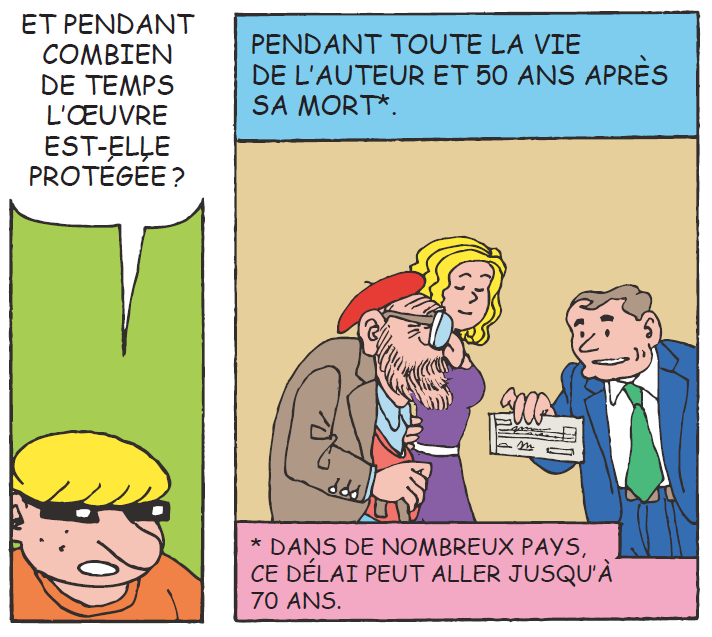 ET PENDANT
COMBIEN
DE TEMPS
L'ŒUVRE
EST-ELLE
PROTÉGÉE ?
PENDANT TOUTE LA VIE
DE L'AUTEUR ET 50 ANS APRÈS
SA MORT*.
* DANS DE NOMBREUX PAYS,
CE DÉLAI PEUT ALLER JUSQU'À
70 ANS.